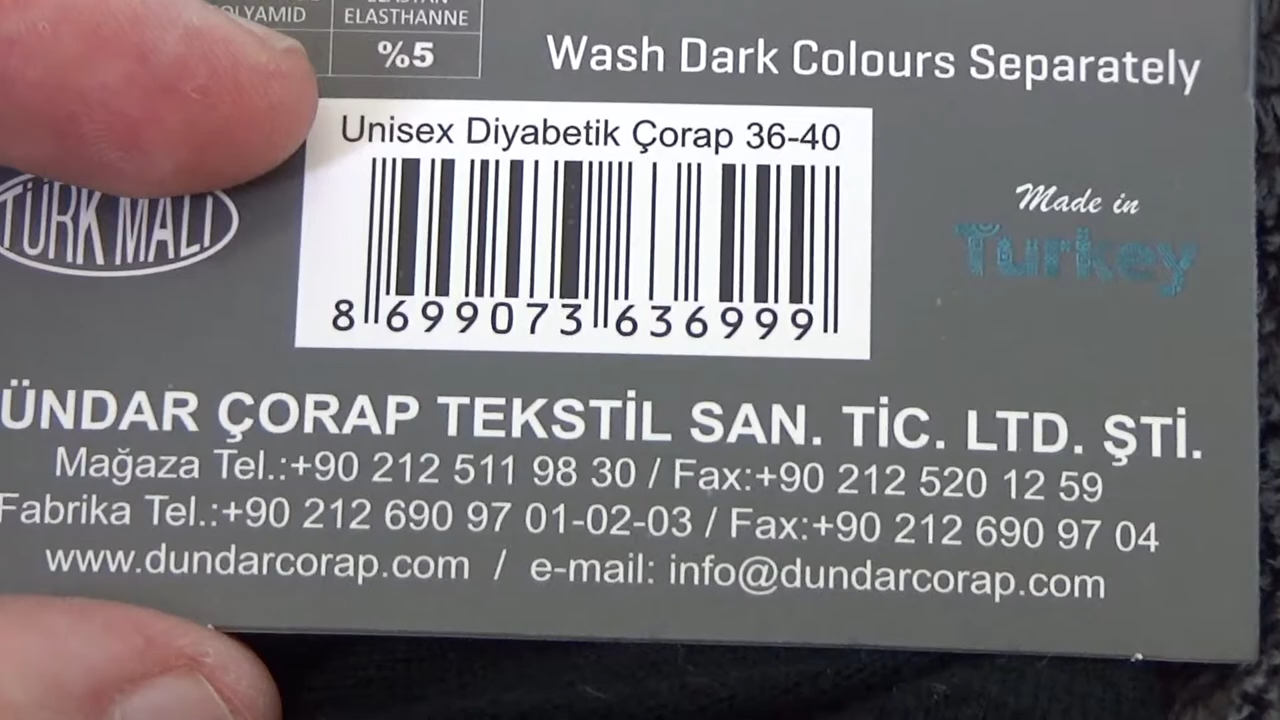 ELASTHANNE
%5
Wash Dark Colours Separately
Unisex Diyabetik Çorap 36-40
8 699073 636999
TÜRK MALI
Made in
Turkey
ÜNDAR ÇORAP TEKSTİL SAN. TİC. LTD. ŞTİ.
Mağaza Tel.:+90 212 511 98 30 / Fax:+90 212 520 12 59
Fabrika Tel.:+90 212 690 97 01-02-03 / Fax:+90 212 690 97 04
www.dundarcorap.com / e-mail: info@dundarcorap.com